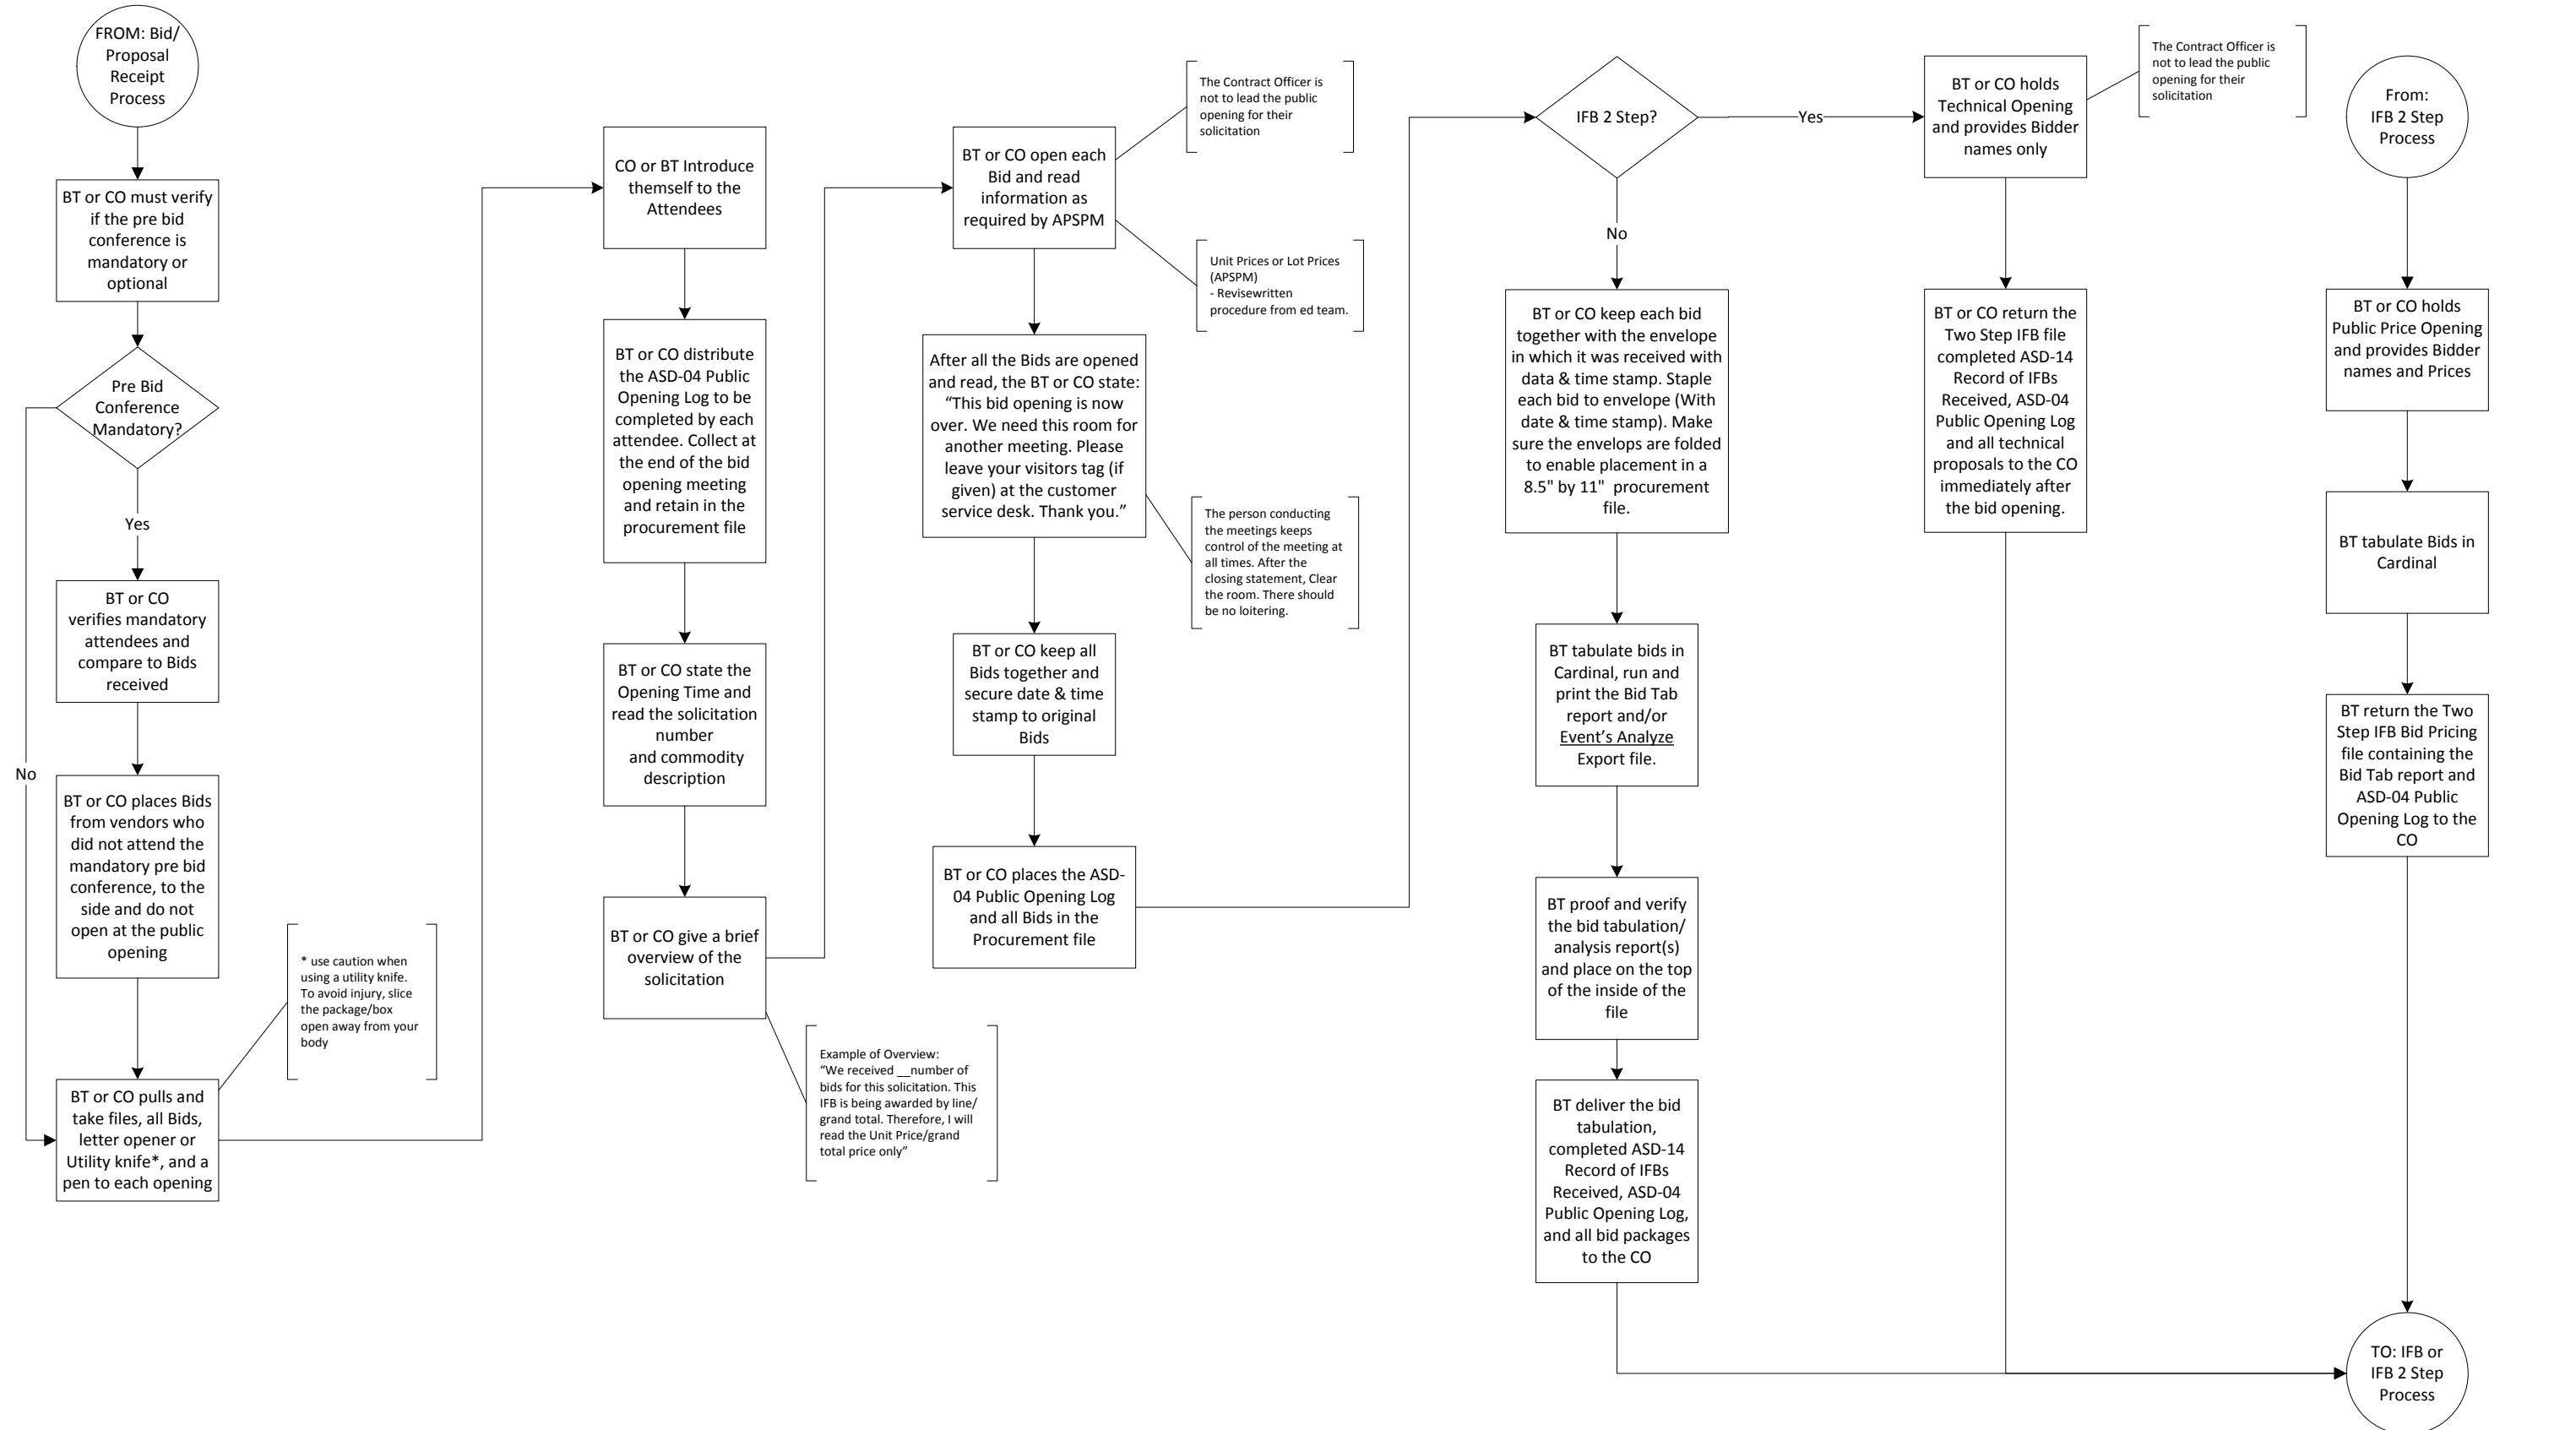 FROM: Bid/
Proposal
Receipt
Process
BT or CO must verify
if the pre bid
conference is
mandatory or
optional
Pre Bid
Conference
Mandatory?
No
Yes
BT or CO
verifies mandatory
attendees and
compare to Bids
received
BT or CO places Bids
from vendors who
did not attend the
mandatory pre bid
conference, to the
side and do not
open at the public
opening
* use caution when
using a utility knife.
To avoid injury, slice
the package/box
open away from your
body
BT or CO pulls and
take files, all Bids,
letter opener or
Utility knife*, and a
pen to each opening
CO or BT Introduce
themself to the
Attendees
BT or CO distribute
the ASD-04 Public
Opening Log to be
completed by each
attendee. Collect at
the end of the bid
opening meeting
and retain in the
procurement file
BT or CO state the
Opening Time and
read the solicitation
number
and commodity
description
BT or CO give a brief
overview of the
solicitation
Example of Overview:
“We received __number of
bids for this solicitation. This
IFB is being awarded by line/
grand total. Therefore, I will
read the Unit Price/grand
total price only”
BT or CO open each
Bid and read
information as
required by APSPM
The Contract Officer is
not to lead the public
opening for their
solicitation
Unit Prices or Lot Prices
(APSPM)
- Revisewritten
procedure from ed team.
After all the Bids are opened
and read, the BT or CO state:
“This bid opening is now
over. We need this room for
another meeting. Please
leave your visitors tag (if
given) at the customer
service desk. Thank you.”
The person conducting
the meetings keeps
control of the meeting at
all times. After the
closing statement, Clear
the room. There should
be no loitering.
BT or CO keep all
Bids together and
secure date & time
stamp to original
Bids
BT or CO places the ASD-
04 Public Opening Log
and all Bids in the
Procurement file
IFB 2 Step?
Yes
No
BT or CO keep each bid
together with the envelope
in which it was received with
data & time stamp. Staple
each bid to envelope (With
date & time stamp). Make
sure the envelops are folded
to enable placement in a
8.5" by 11" procurement
file.
BT tabulate bids in
Cardinal, run and
print the Bid Tab
report and/or
Event’s Analyze
Export file.
BT proof and verify
the bid tabulation/
analysis report(s)
and place on the top
of the inside of the
file
BT deliver the bid
tabulation,
completed ASD-14
Record of IFBs
Received, ASD-04
Public Opening Log,
and all bid packages
to the CO
BT or CO holds
Technical Opening
and provides Bidder
names only
The Contract Officer is
not to lead the public
opening for their
solicitation
BT or CO return the
Two Step IFB file
completed ASD-14
Record of IFBs
Received, ASD-04
Public Opening Log
and all technical
proposals to the CO
immediately after
the bid opening.
From:
IFB 2 Step
Process
BT or CO holds
Public Price Opening
and provides Bidder
names and Prices
BT tabulate Bids in
Cardinal
BT return the Two
Step IFB Bid Pricing
file containing the
Bid Tab report and
ASD-04 Public
Opening Log to the
CO
TO: IFB or
IFB 2 Step
Process